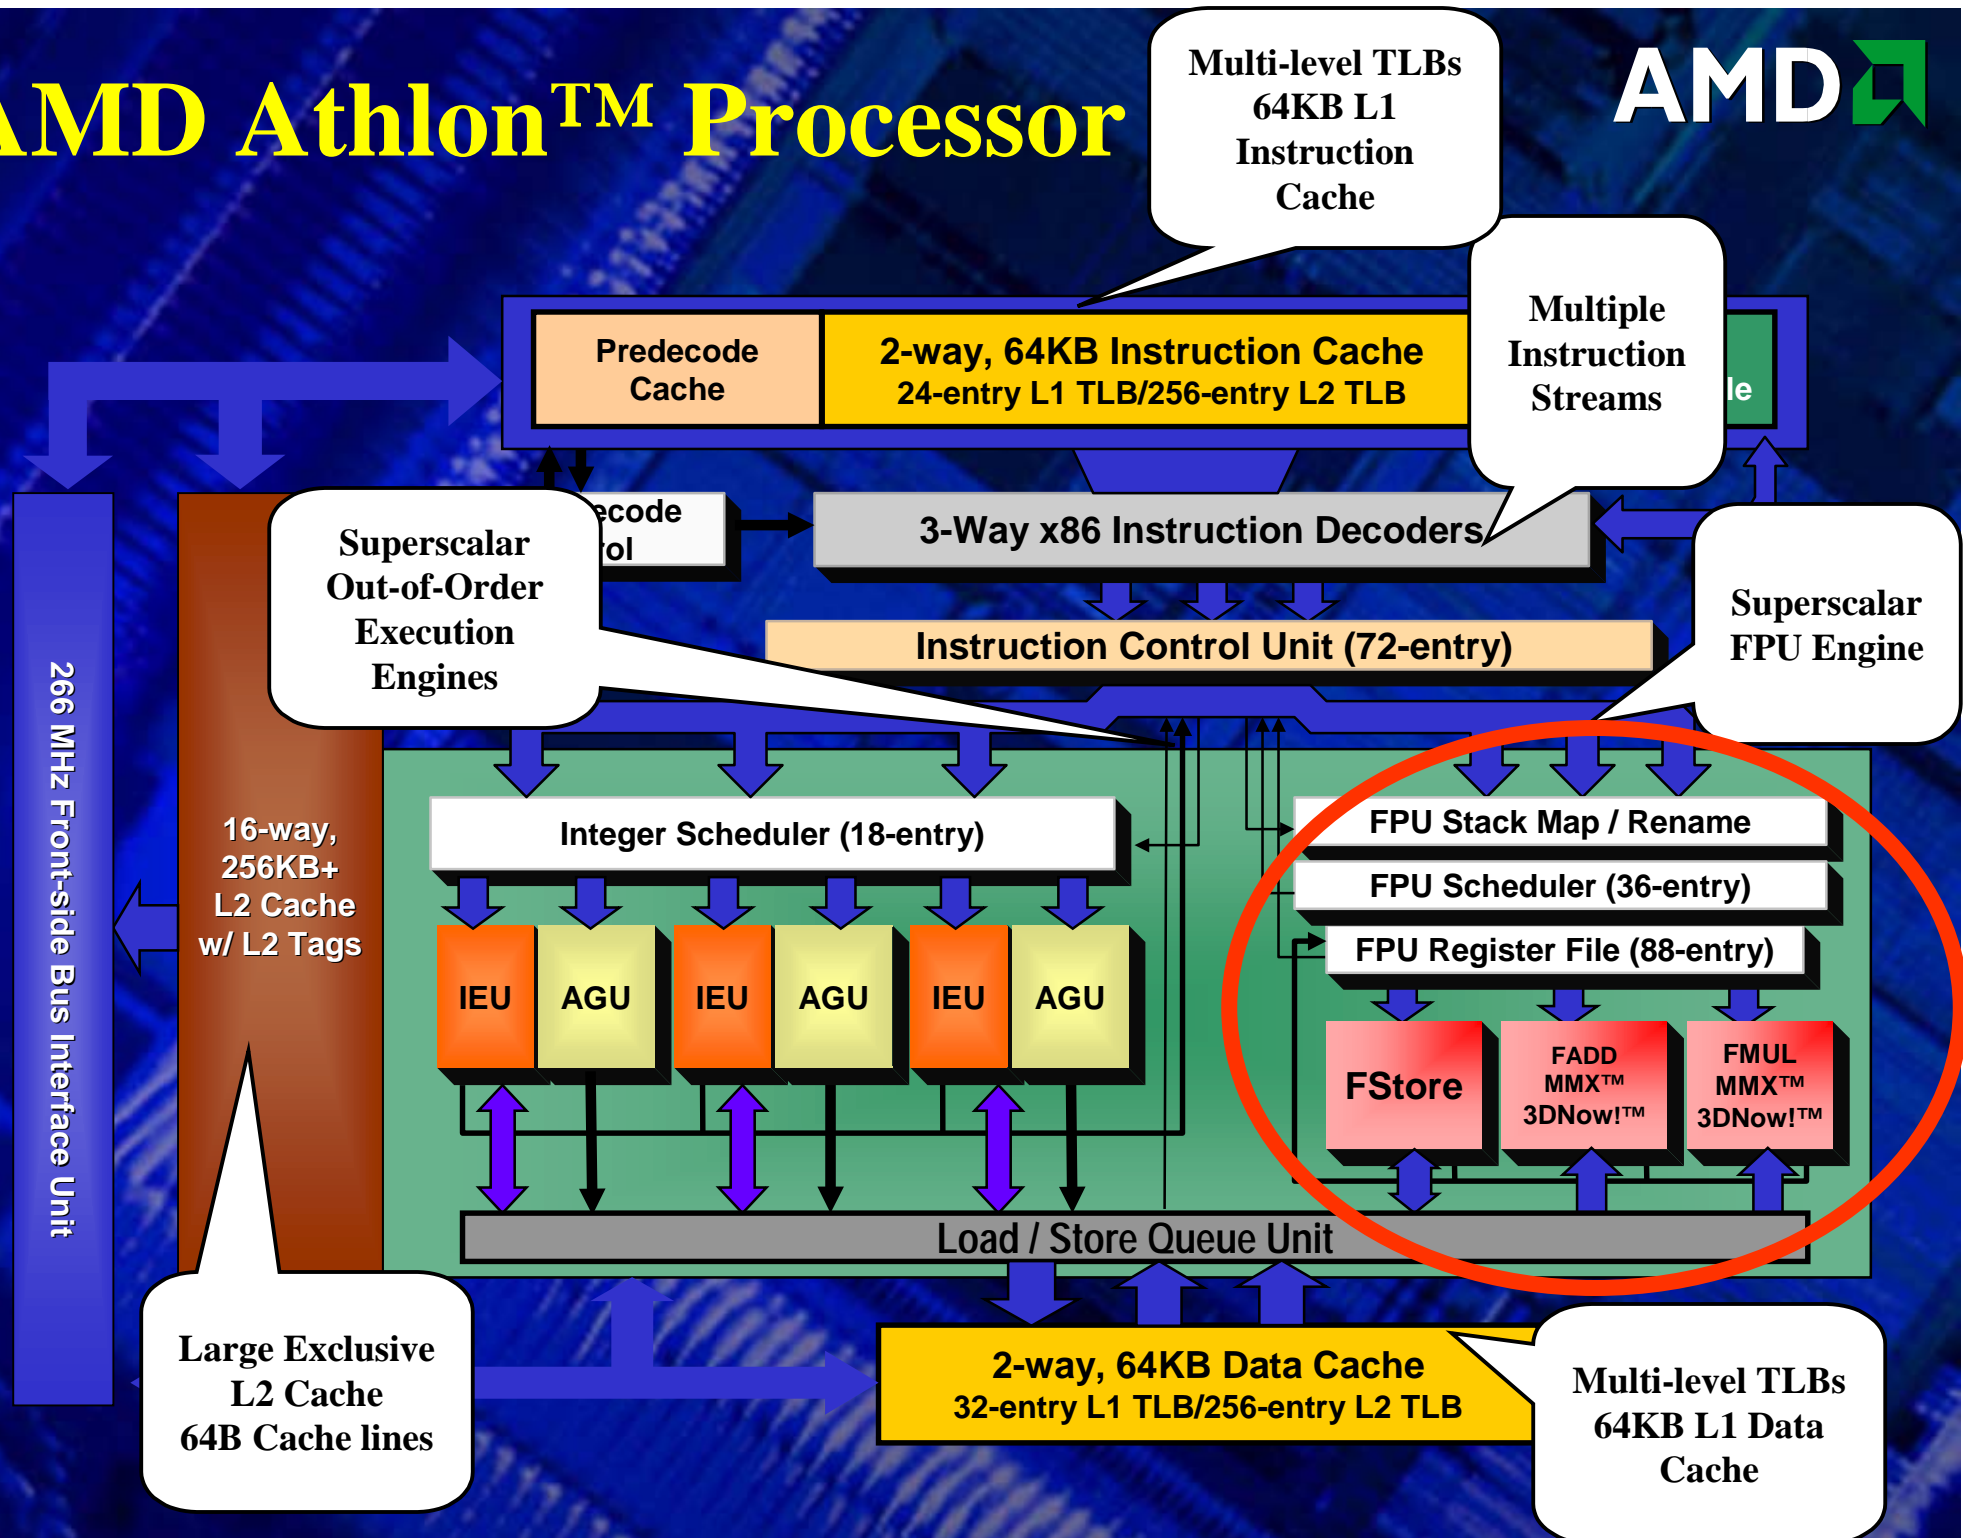 AMD Athlon™ Processor
AMD
Multi-level TLBs
64KB L1
Instruction
Cache
Multiple
Instruction
Streams
Predecode
Cache
2-way, 64KB Instruction Cache
24-entry L1 TLB/256-entry L2 TLB
Superscalar
Out-of-Order
Execution
Engines
3-Way x86 Instruction Decoders
Superscalar
FPU Engine
Instruction Control Unit (72-entry)
266 MHz Front-side Bus Interface Unit
16-way,
256KB+
L2 Cache
w/ L2 Tags
Integer Scheduler (18-entry)
FPU Stack Map / Rename
FPU Scheduler (36-entry)
FPU Register File (88-entry)
IEU
AGU
IEU
AGU
IEU
AGU
FStore
FADD
MMX™
3DNow!™
FMUL
MMX™
3DNow!™
Load / Store Queue Unit
Large Exclusive
L2 Cache
64B Cache lines
2-way, 64KB Data Cache
32-entry L1 TLB/256-entry L2 TLB
Multi-level TLBs
64KB L1 Data
Cache